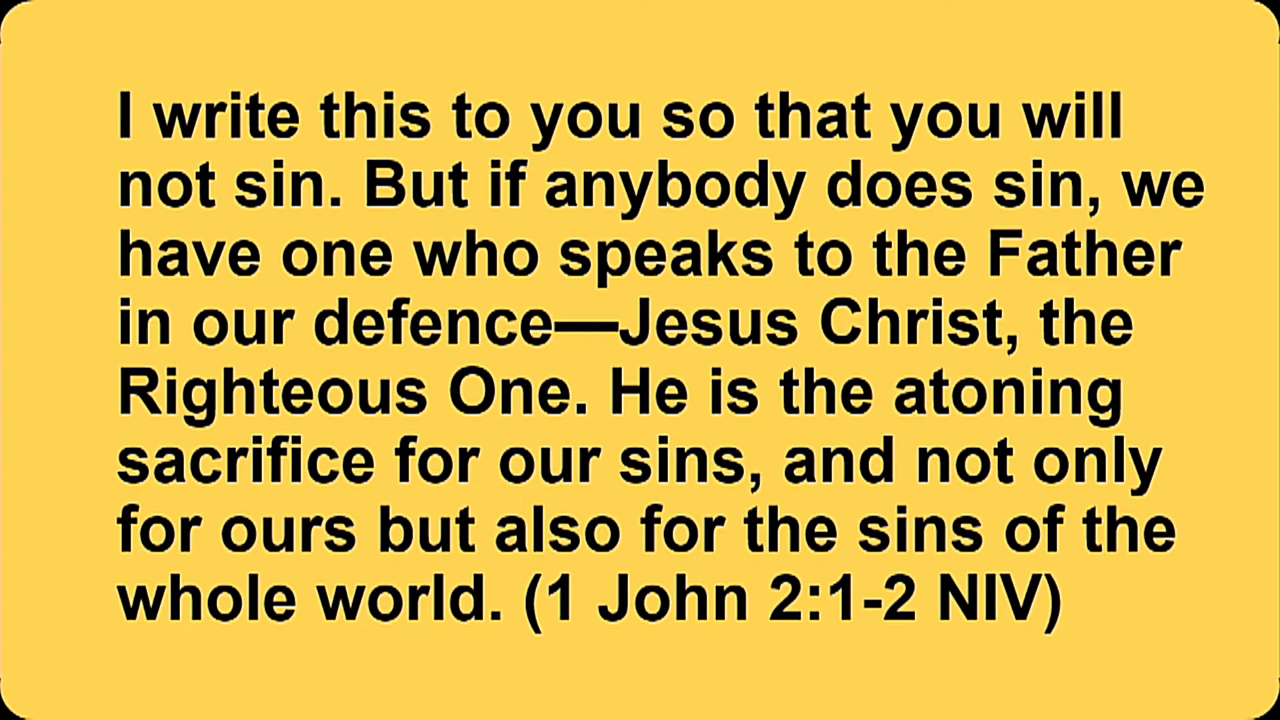 I write this to you so that you will
not sin. But if anybody does sin, we
have one who speaks to the Father
in our defence—Jesus Christ, the
Righteous One. He is the atoning
sacrifice for our sins, and not only
for ours but also for the sins of the
whole world. (1 John 2:1-2 NIV)